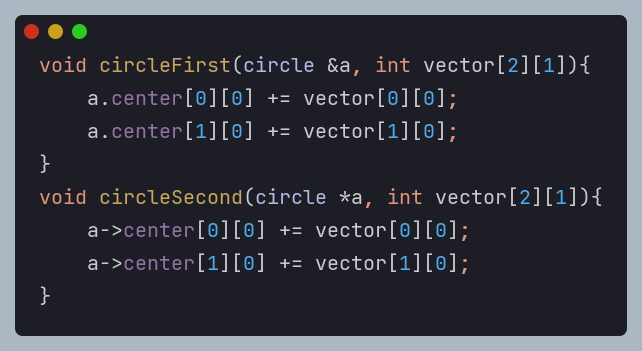 void circleFirst(circle &a, int vector[2][1]){
    a.center[0][0] += vector[0][0];
    a.center[1][0] += vector[1][0];
}
void circleSecond(circle *a, int vector[2][1]){
    a->center[0][0] += vector[0][0];
    a->center[1][0] += vector[1][0];
}